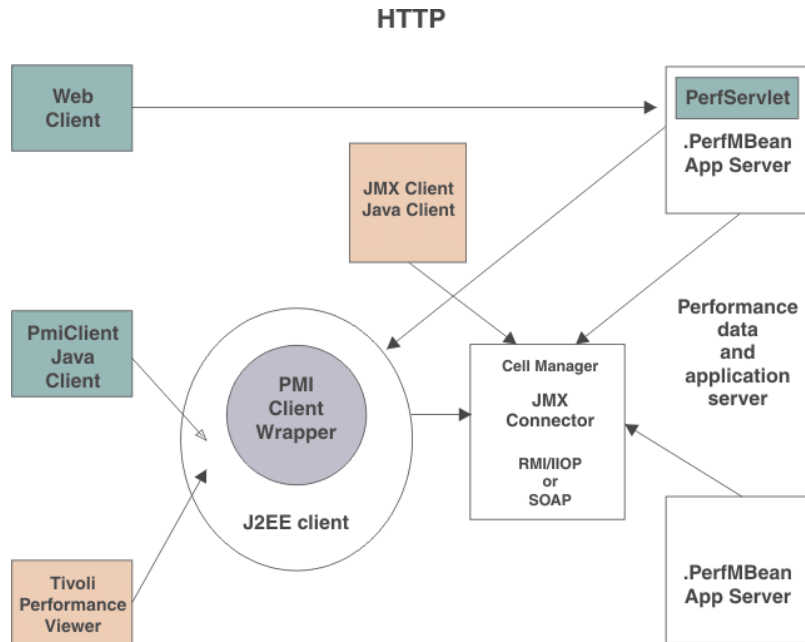 HTTP
Web
Client
PerfServlet
.PerfMBean
App Server
JMX Client
Java Client
PmiClient
Java
Client
PMI
Client
Wrapper
J2EE client
Cell Manager
JMX
Connector
RMI/IIOP
or
SOAP
Performance
data
and
application
server
Tivoli
Performance
Viewer
.PerfMBean
App Server